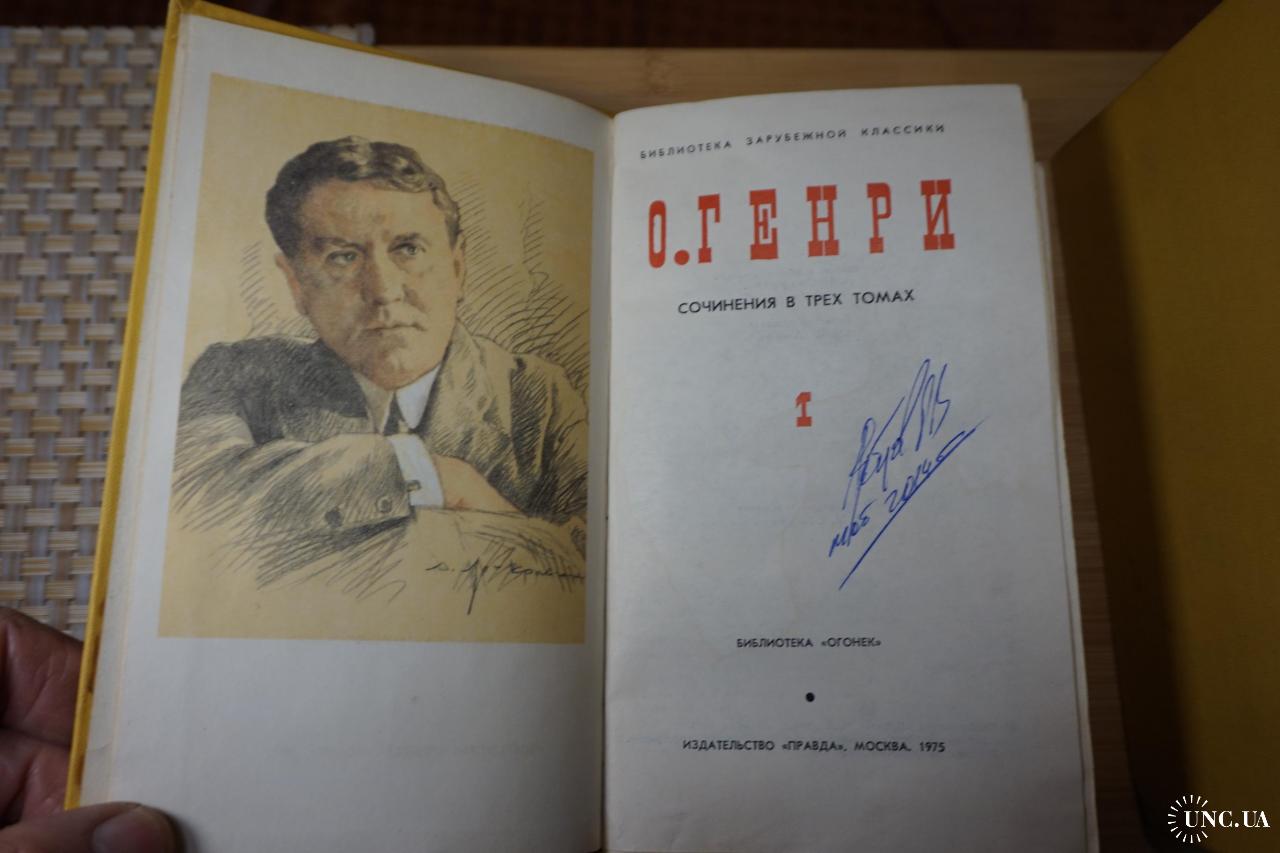 БИБЛИОТЕКА ЗАРУБЕЖНОЙ КЛАССИКИ
О.ГЕНРИ
СОЧИНЕНИЯ В ТРЕХ ТОМАХ
1
БИБЛИОТЕКА «ОГОНЕК»
ИЗДАТЕЛЬСТВО «ПРАВДА», МОСКВА. 1975
UNC.UA